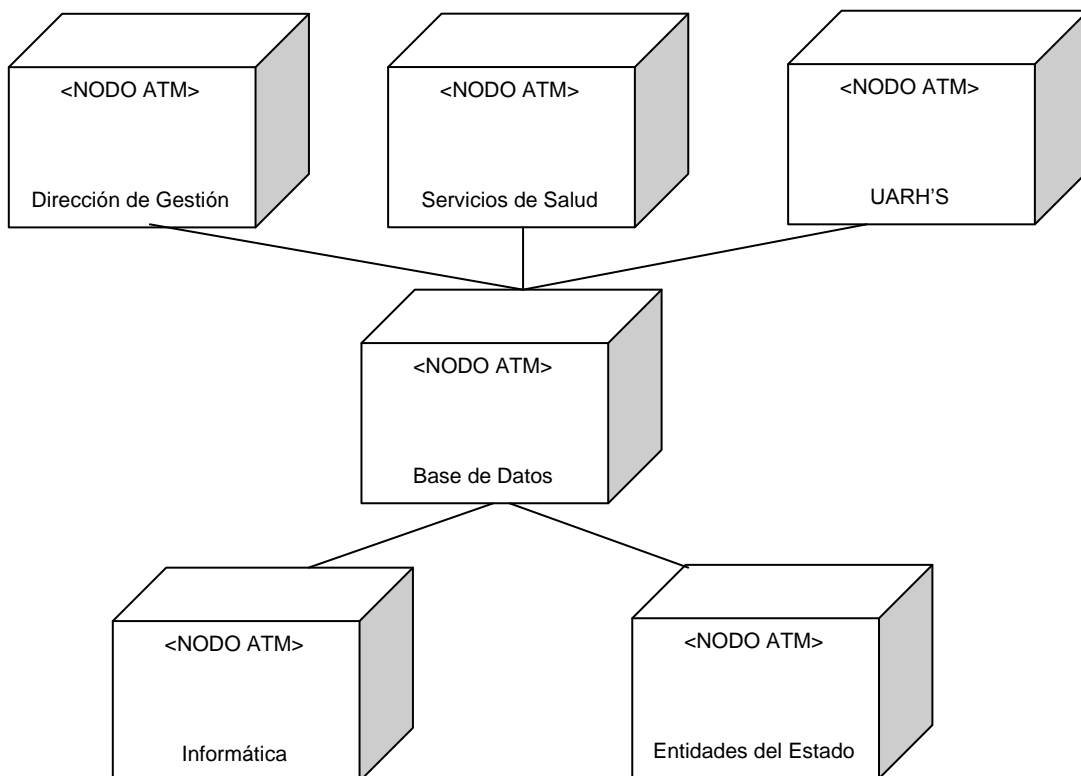 <NODO ATM>
Dirección de Gestión
<NODO ATM>
Servicios de Salud
<NODO ATM>
UARH’S
<NODO ATM>
Base de Datos
<NODO ATM>
Informática
<NODO ATM>
Entidades del Estado